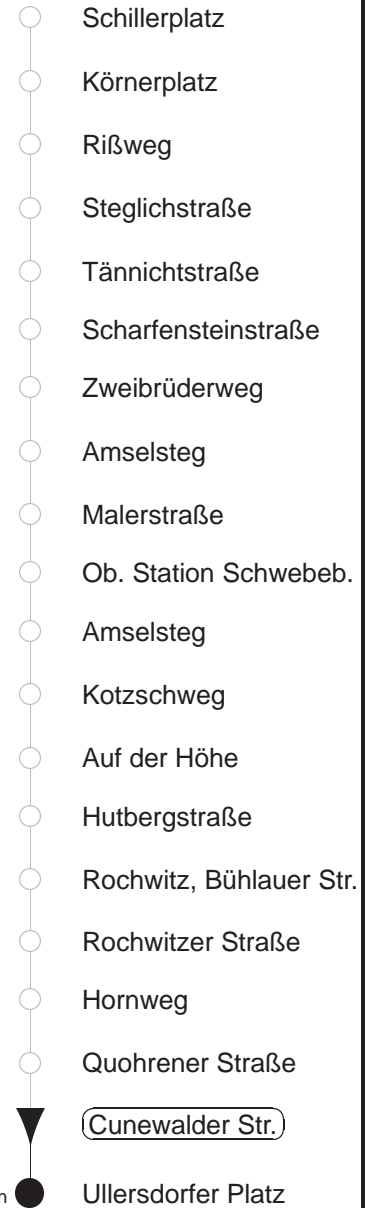 Schillerplatz
Körnerplatz
Rißweg
Steglichstraße
Tännichtstraße
Scharfensteinstraße
Zweibrüderweg
Amselsteg
Malerstraße
Ob. Station Schwebeb.
Amselsteg
Kotzschweg
Auf der Höhe
Hutbergstraße
Rochwitz, Bühlauer Str.
Rochwitzer Straße
Hornweg
Quohrener Straße
Cunewalder Str.
Ullersdorfer Platz